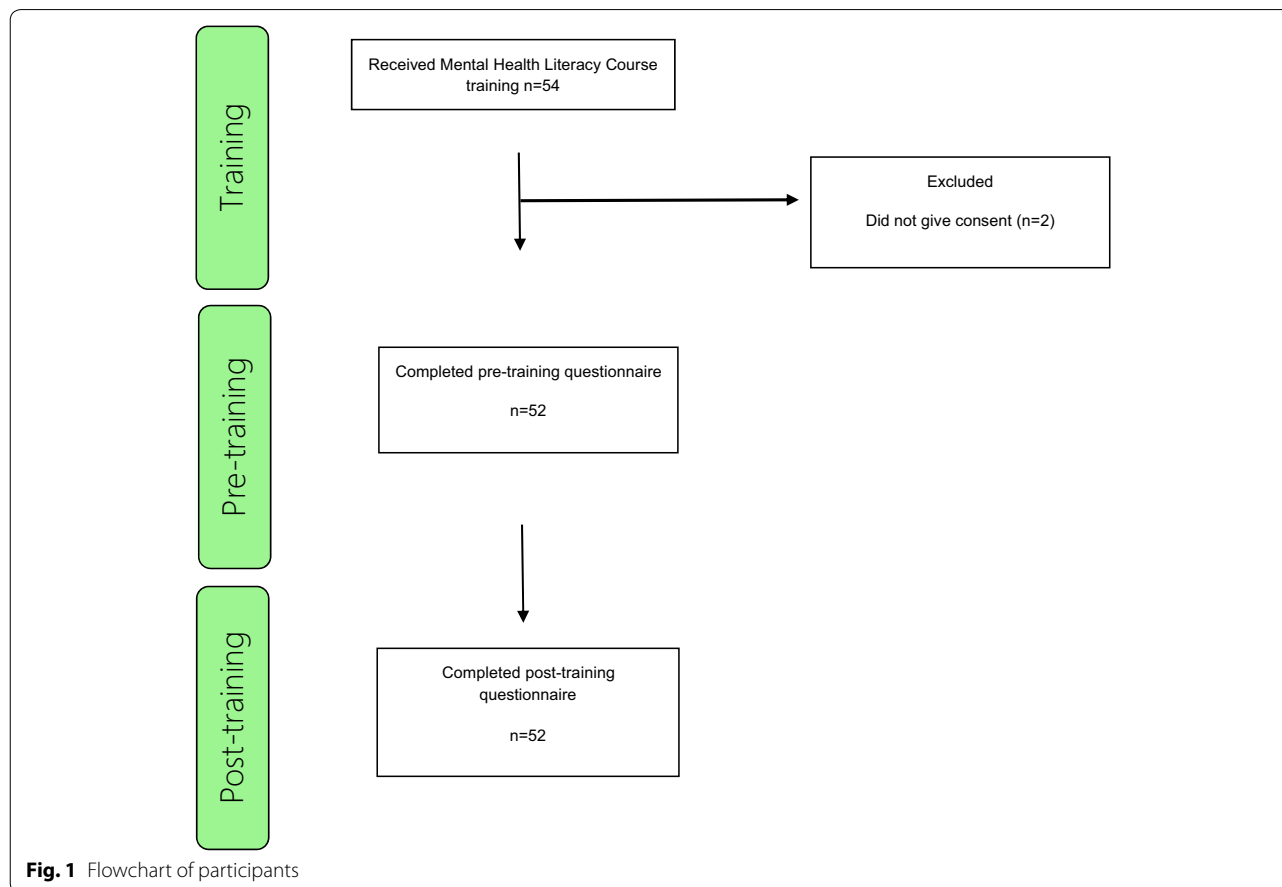 Training
Received Mental Health Literacy Course
training n=54
Excluded
Did not give consent (n=2)
Pre-training
Completed pre-training questionnaire
n=52
Post-training
Completed post-training
questionnaire
n=52
Fig. 1 Flowchart of participants